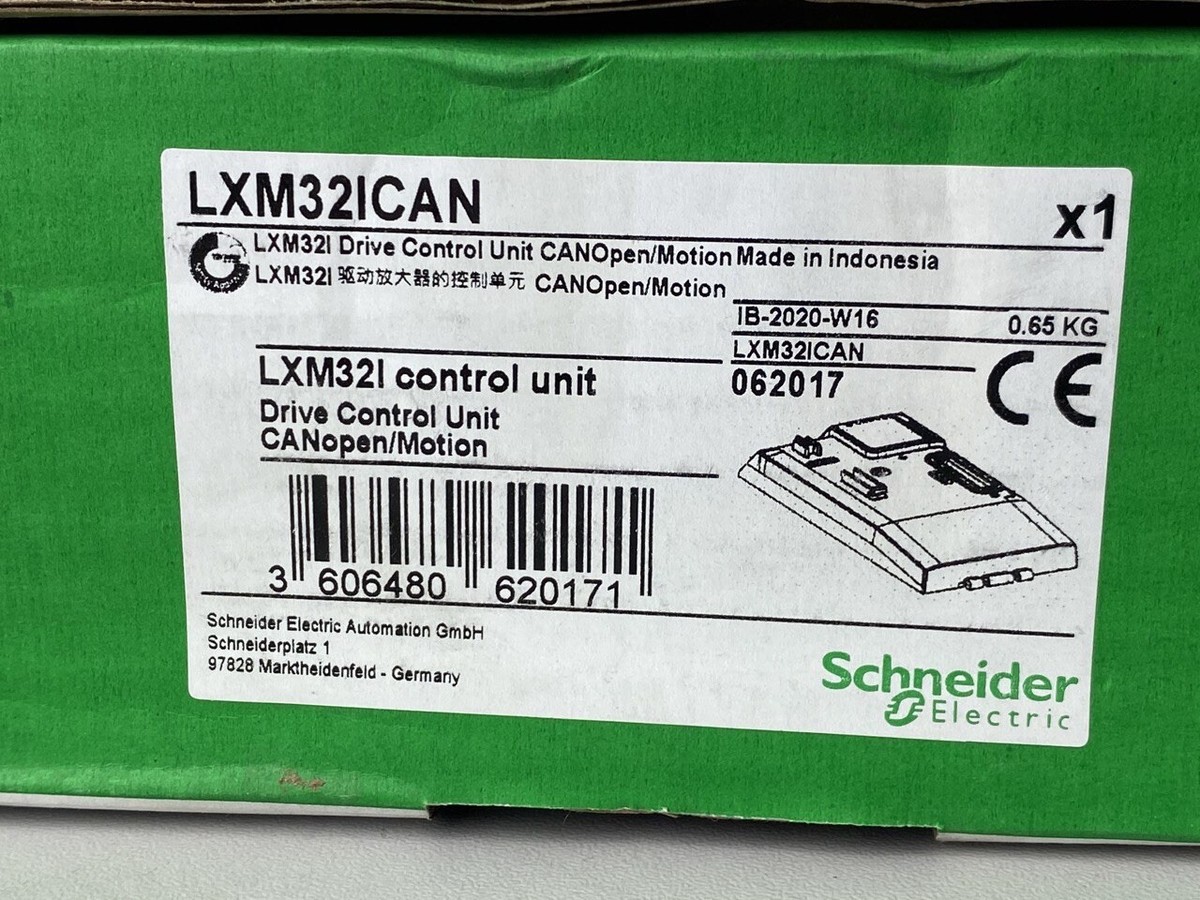 LXM32ICAN
x1
LXM32I Drive Control Unit CANOpen/Motion Made in Indonesia
LXM32I 驱动放大器的控制单元 CANOpen/Motion
IB-2020-W16
0.65 KG
LXM32ICAN
062017
CE
LXM32I control unit
Drive Control Unit
CANopen/Motion
3 606480 620171
Schneider Electric Automation GmbH
Schneiderplatz 1
97828 Marktheidenfeld - Germany
Schneider
Electric